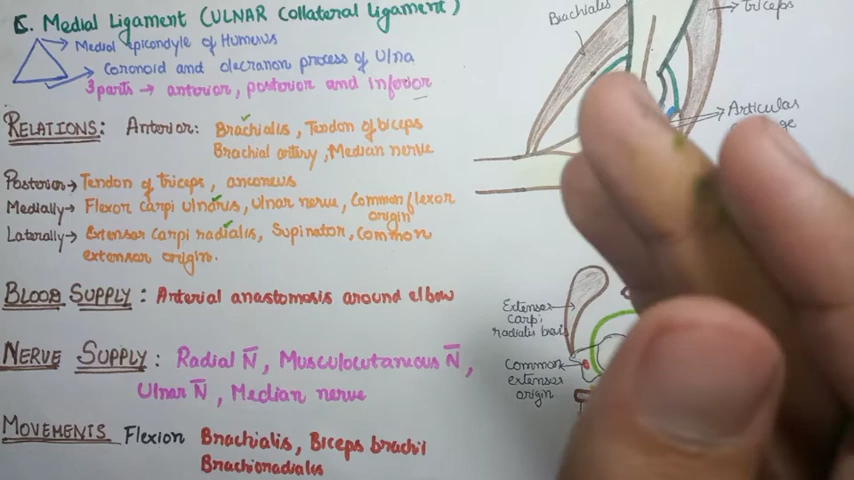 C. Medial Ligament (ULNAR Collateral ligament)
Medial epicondyle of Humerus
Coronoid and olecranon process of Ulna
3 parts → anterior, posterior and inferior
RELATIONS: Anterior: Brachialis, Tendon of biceps
Brachial artery, Median nerve
Posterior → Tendon of triceps, anconeus
Medially → Flexor carpi ulnaris, Ulnar nerve, Common flexor
origin
Laterally → Extensor carpi radialis, Supinator, common
extensor origin.
BLOOD SUPPLY: Arterial anastomosis around elbow
NERVE SUPPLY: Radial N̄, Musculocutaneous N̄,
Ulnar N̄, Median nerve
MOVEMENTS Flexion Brachialis, Biceps brachii
Brachioradialis
Brachialis
Triceps
Articular
Extensor
carpi
radialis brevis
Common
extensor
origin